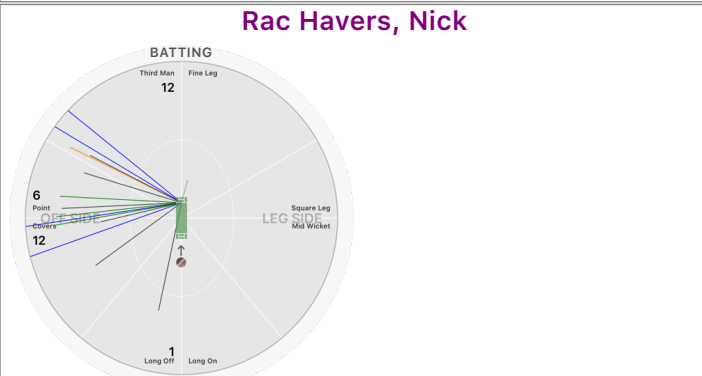 Rac Havers, Nick
BATTING
Third Man Fine Leg
12
6
Point
OFF SIDE
Covers
12
LEG SIDE
Square Leg
Mid Wicket
1
Long Off Long On